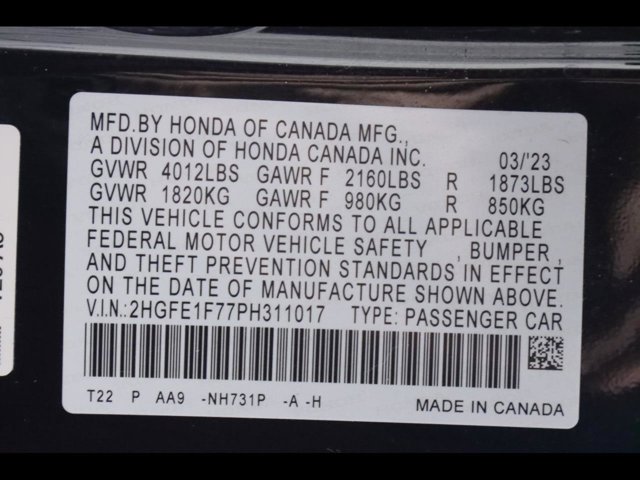 MFD.BY HONDA OF CANADA MFG.,
A DIVISION OF HONDA CANADA INC. 03/'23
GVWR 4012LBS GAWR F 2160LBS R 1873LBS
GVWR 1820KG GAWR F 980KG R 850KG
THIS VEHICLE CONFORMS TO ALL APPLICABLE
FEDERAL MOTOR VEHICLE SAFETY , BUMPER ,
AND THEFT PREVENTION STANDARDS IN EFFECT
ON THE DATE OF MANUFACTURE SHOWN ABOVE.
V.I.N.:2HGFE1F77PH311017 TYPE: PASSENGER CAR
T22 P AA9 -NH731P -A -H MADE IN CANADA